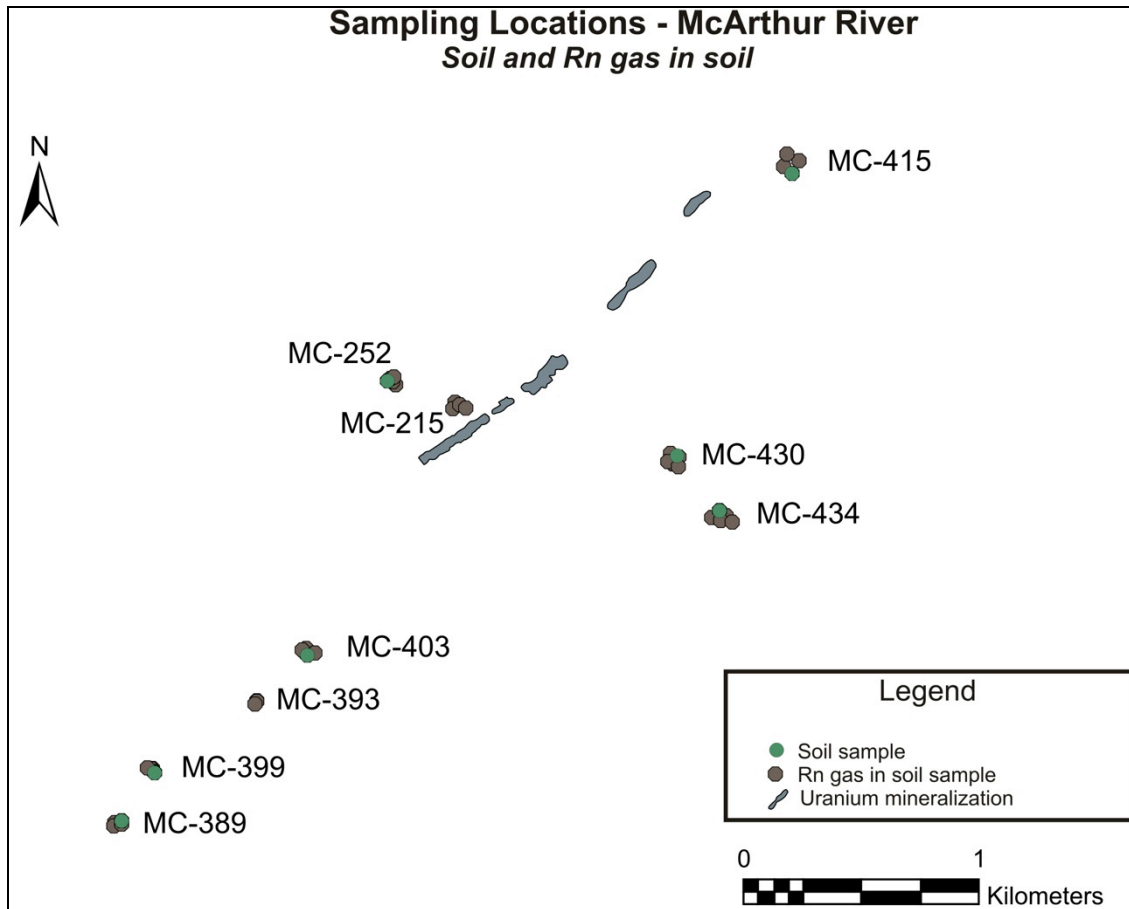 Sampling Locations - McArthur River
Soil and Rn gas in soil
N
MC-415
MC-252
MC-215
MC-430
MC-434
MC-403
MC-393
MC-399
MC-389
Legend
Soil sample
Rn gas in soil sample
Uranium mineralization
0 1
Kilometers